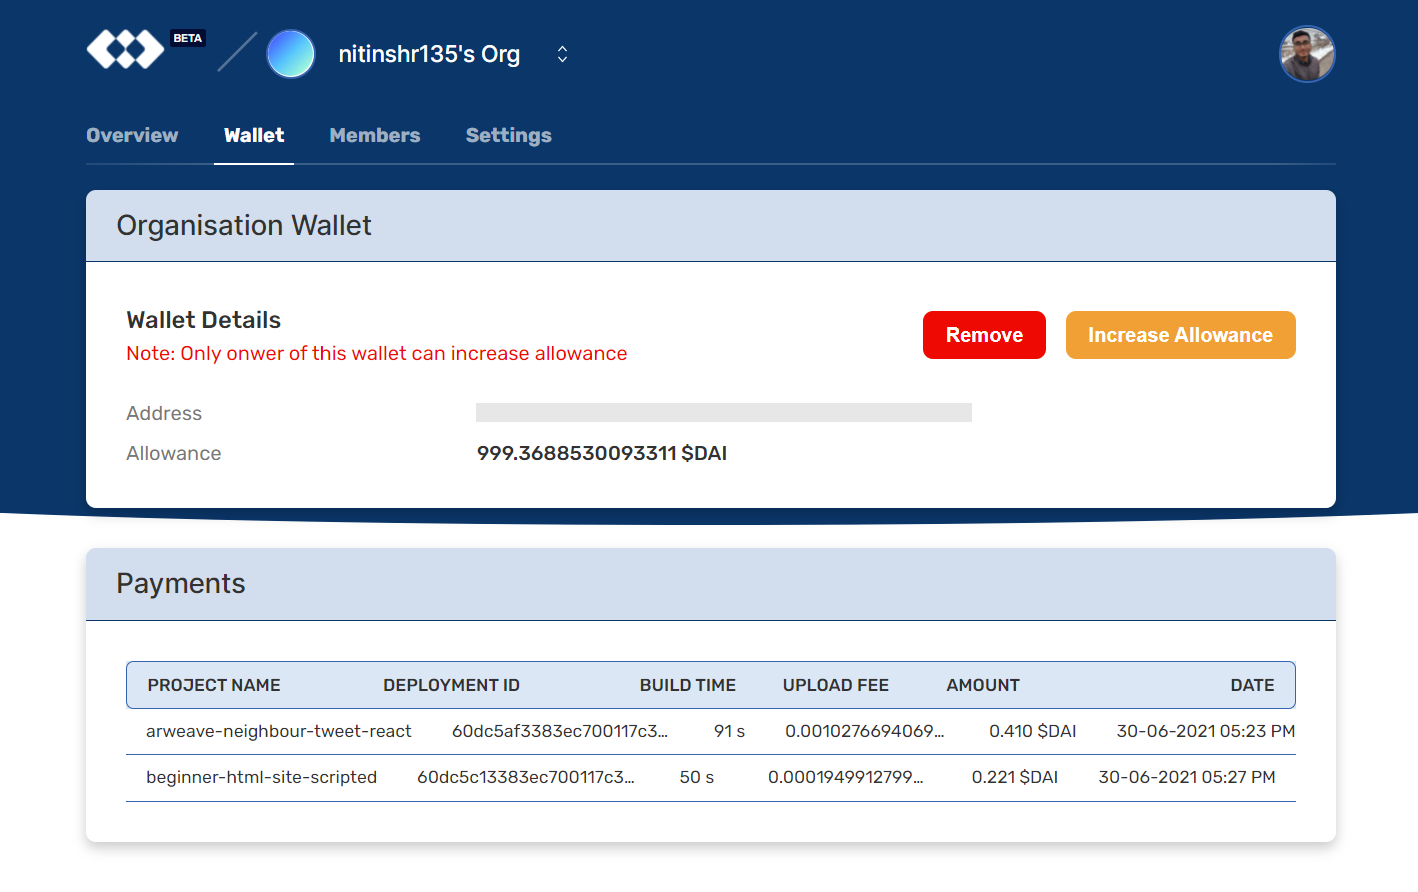 BETA
nitinshr135's Org
Overview Wallet Members Settings
Organisation Wallet
Wallet Details
Remove Increase Allowance
Note: Only onwer of this wallet can increase allowance
Address
Allowance 999.3688530093311 $DAI
Payments
PROJECT NAME DEPLOYMENT ID BUILD TIME UPLOAD FEE AMOUNT DATE
arweave-neighbour-tweet-react 60dc5af3383ec700117c3... 91 s 0.0010276694069... 0.410 $DAI 30-06-2021 05:23 PM
beginner-html-site-scripted 60dc5c13383ec700117c3... 50 s 0.0001949912799... 0.221 $DAI 30-06-2021 05:27 PM